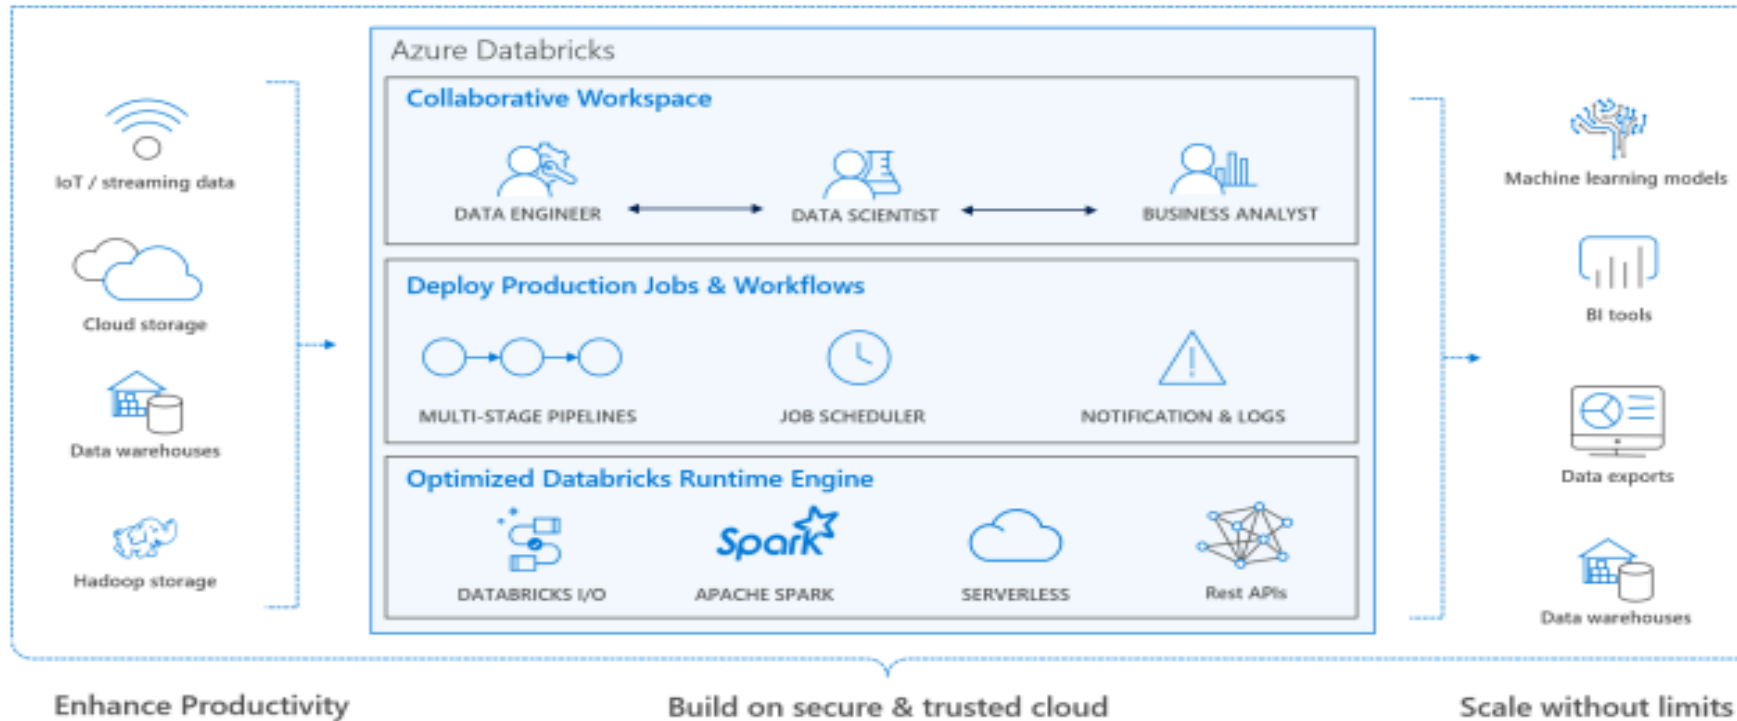 Azure Databricks
Collaborative Workspace
DATA ENGINEER
DATA SCIENTIST
BUSINESS ANALYST
Deploy Production Jobs & Workflows
MULTI-STAGE PIPELINES
JOB SCHEDULER
NOTIFICATION & LOGS
Optimized Databricks Runtime Engine
Spark
DATABRICKS I/O
APACHE SPARK
SERVERLESS
Rest APIs
IoT / streaming data
Cloud storage
Data warehouses
Hadoop storage
Machine learning models
BI tools
Data exports
Data warehouses
Enhance Productivity
Build on secure & trusted cloud
Scale without limits